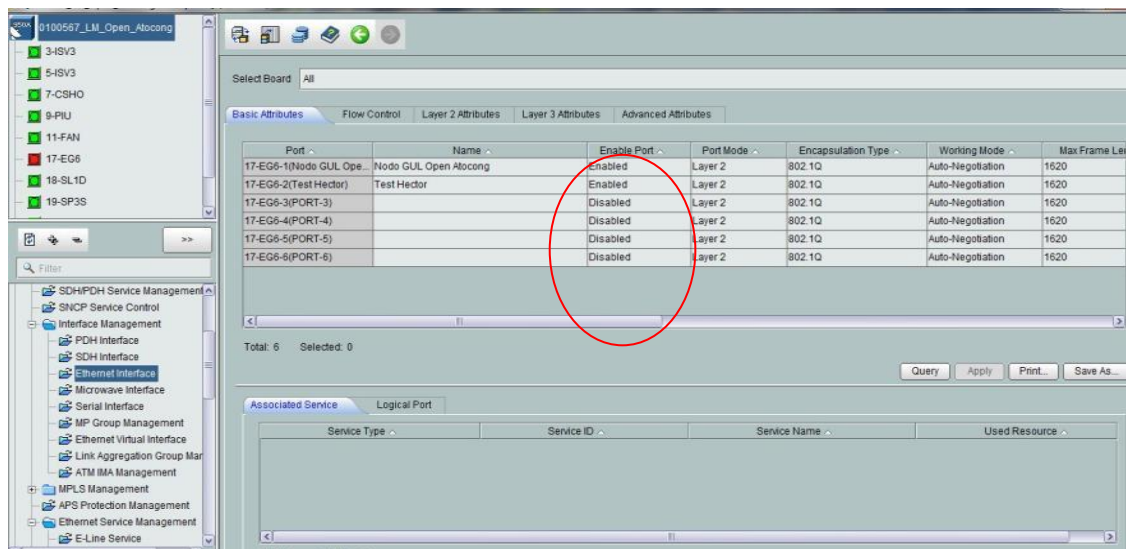 950A 0100567_LM_Open_Atocong
3-ISV3
5-ISV3
7-CSHO
9-PIU
11-FAN
17-EG6
18-SL1D
19-SP3S
>>
Filter
SDH/PDH Service Management
SNCP Service Control
Interface Management
PDH Interface
SDH Interface
Ethernet Interface
Microwave Interface
Serial Interface
MP Group Management
Ethernet Virtual Interface
Link Aggregation Group Mar
ATM IMA Management
MPLS Management
APS Protection Management
Ethernet Service Management
E-Line Service
Select Board All
Basic Attributes Flow Control Layer 2 Attributes Layer 3 Attributes Advanced Attributes
Port Name Enable Port Port Mode Encapsulation Type Working Mode Max Frame Ler
17-EG6-1(Nodo GUL Ope... Nodo GUL Open Atocong Enabled Layer 2 802.1Q Auto-Negotiation 1620
17-EG6-2(Test Hector) Test Hector Enabled Layer 2 802.1Q Auto-Negotiation 1620
17-EG6-3(PORT-3) Disabled Layer 2 802.1Q Auto-Negotiation 1620
17-EG6-4(PORT-4) Disabled Layer 2 802.1Q Auto-Negotiation 1620
17-EG6-5(PORT-5) Disabled Layer 2 802.1Q Auto-Negotiation 1620
17-EG6-6(PORT-6) Disabled Layer 2 802.1Q Auto-Negotiation 1620
Total: 6 Selected: 0
Query Apply Print... Save As...
Associated Service Logical Port
Service Type Service ID Service Name Used Resource